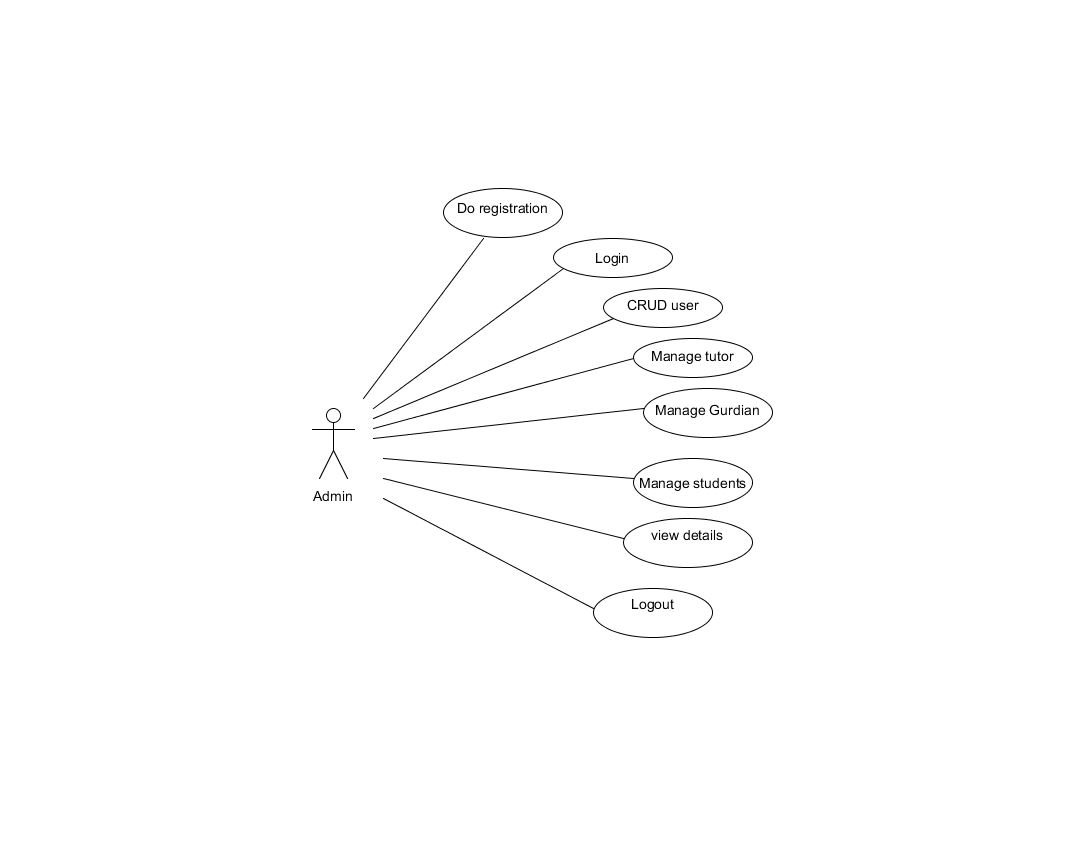 Do registration
Login
CRUD user
Manage tutor
Manage Gurdian
Manage students
view details
Logout
Admin